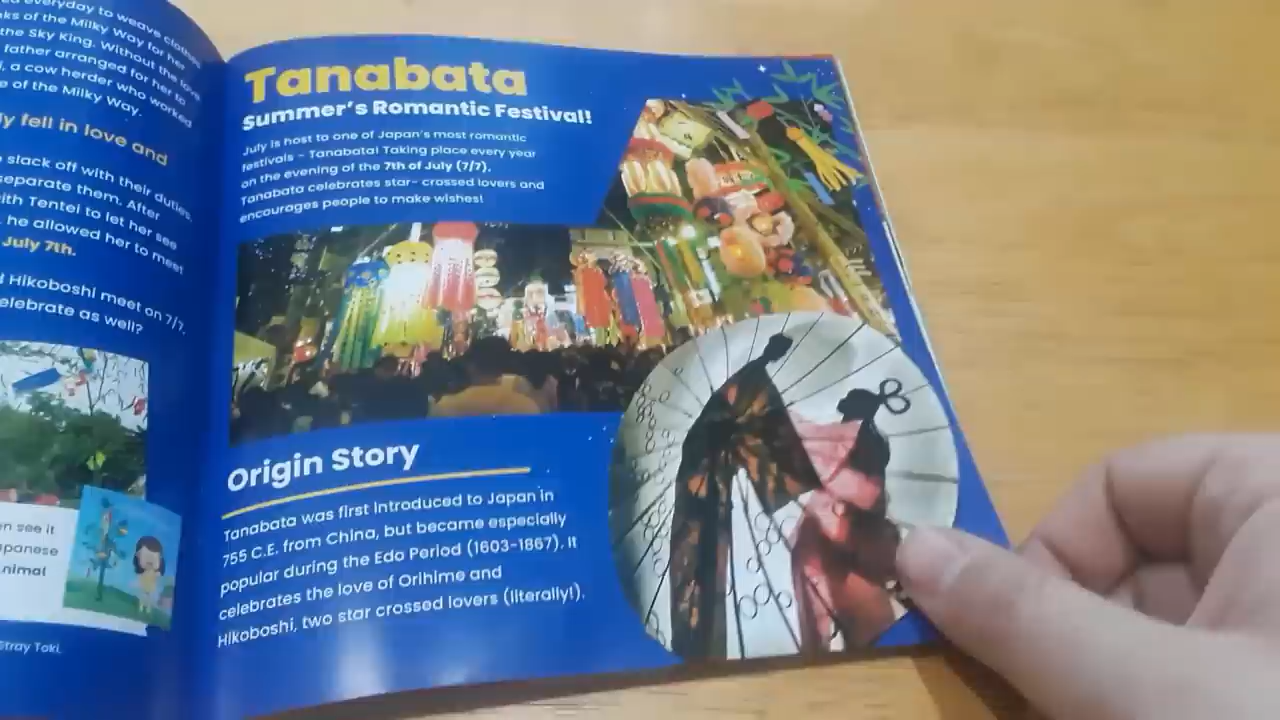 everyday to weave clothes
of the Milky Way for her
the Sky King. Without the love
father arranged for her to
a cow herder who worked
of the Milky Way.
fell in love and
slack off with their duties,
separate them. After
with Tentei to let her see
he allowed her to meet
July 7th.
Hikoboshi meet on 7/7,
celebrate as well?
see it
Stray Toki.
Tanabata
Summer's Romantic Festival!
July is host to one of Japan's most romantic
festivals - Tanabata! Taking place every year
on the evening of the 7th of July (7/7),
Tanabata celebrates star- crossed lovers and
encourages people to make wishes!
Origin Story
Tanabata was first introduced to Japan in
755 C.E. from China, but became especially
popular during the Edo Period (1603-1867). It
celebrates the love of Orihime and
Hikoboshi, two star crossed lovers (literally!).